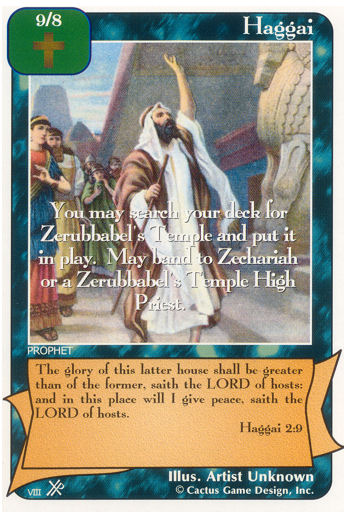 9/8
Haggai
You may search your deck for
Zerubbabel's Temple and put it
in play. May band to Zechariah
or a Zerubbabel's Temple High
Priest.
PROPHET
The glory of this latter house shall be greater
than of the former, saith the LORD of hosts:
and in this place will I give peace, saith the
LORD of hosts.
Haggai 2:9
VIII
Illus. Artist Unknown
© Cactus Game Design, Inc.